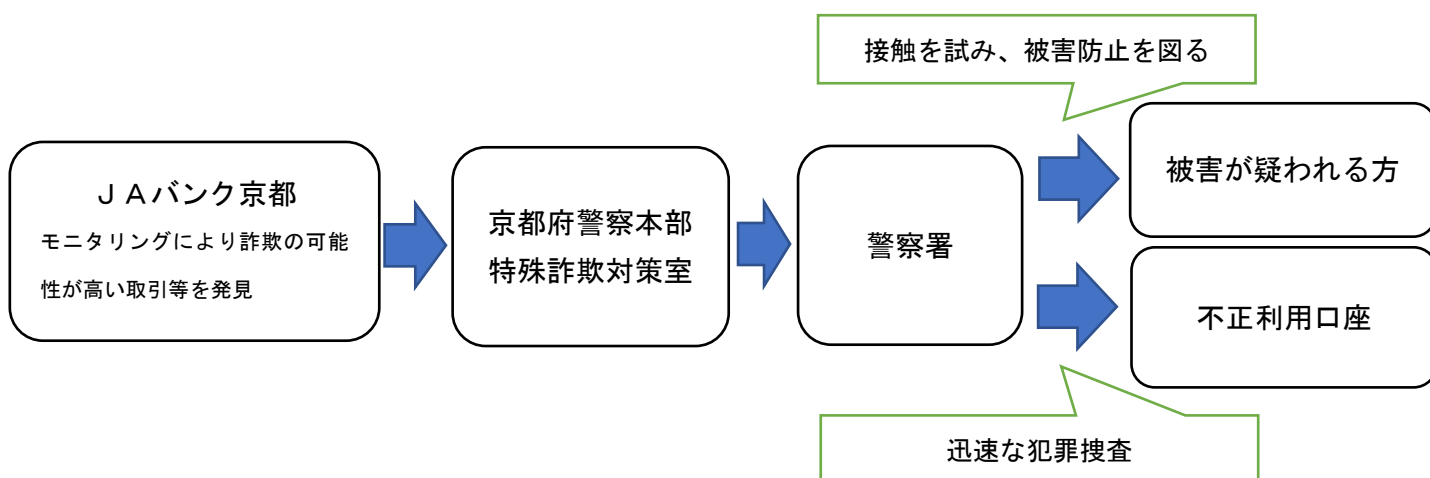 接触を試み、被害防止を図る
ＪＡバンク京都
モニタリングにより詐欺の可能
性が高い取引等を発見
京都府警察本部
特殊詐欺対策室
警察署
被害が疑われる方
不正利用口座
迅速な犯罪捜査